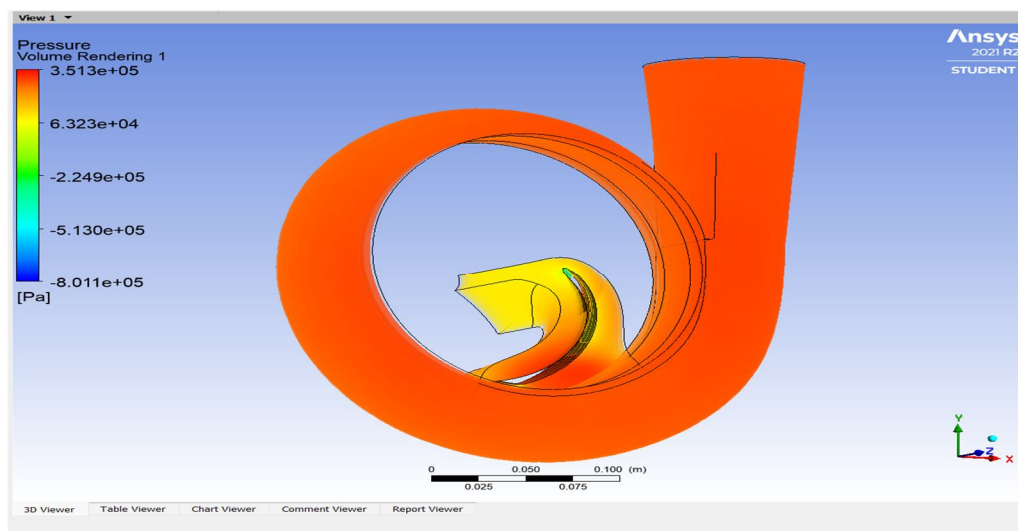 View 1
Pressure
Volume Rendering 1
3.513e+05
6.323e+04
-2.249e+05
-5.130e+05
-8.011e+05
[Pa]
Ansys
2021 R2
STUDENT
Y
Z
X
0 0.050 0.100 (m)
0.025 0.075
3D Viewer Table Viewer Chart Viewer Comment Viewer Report Viewer